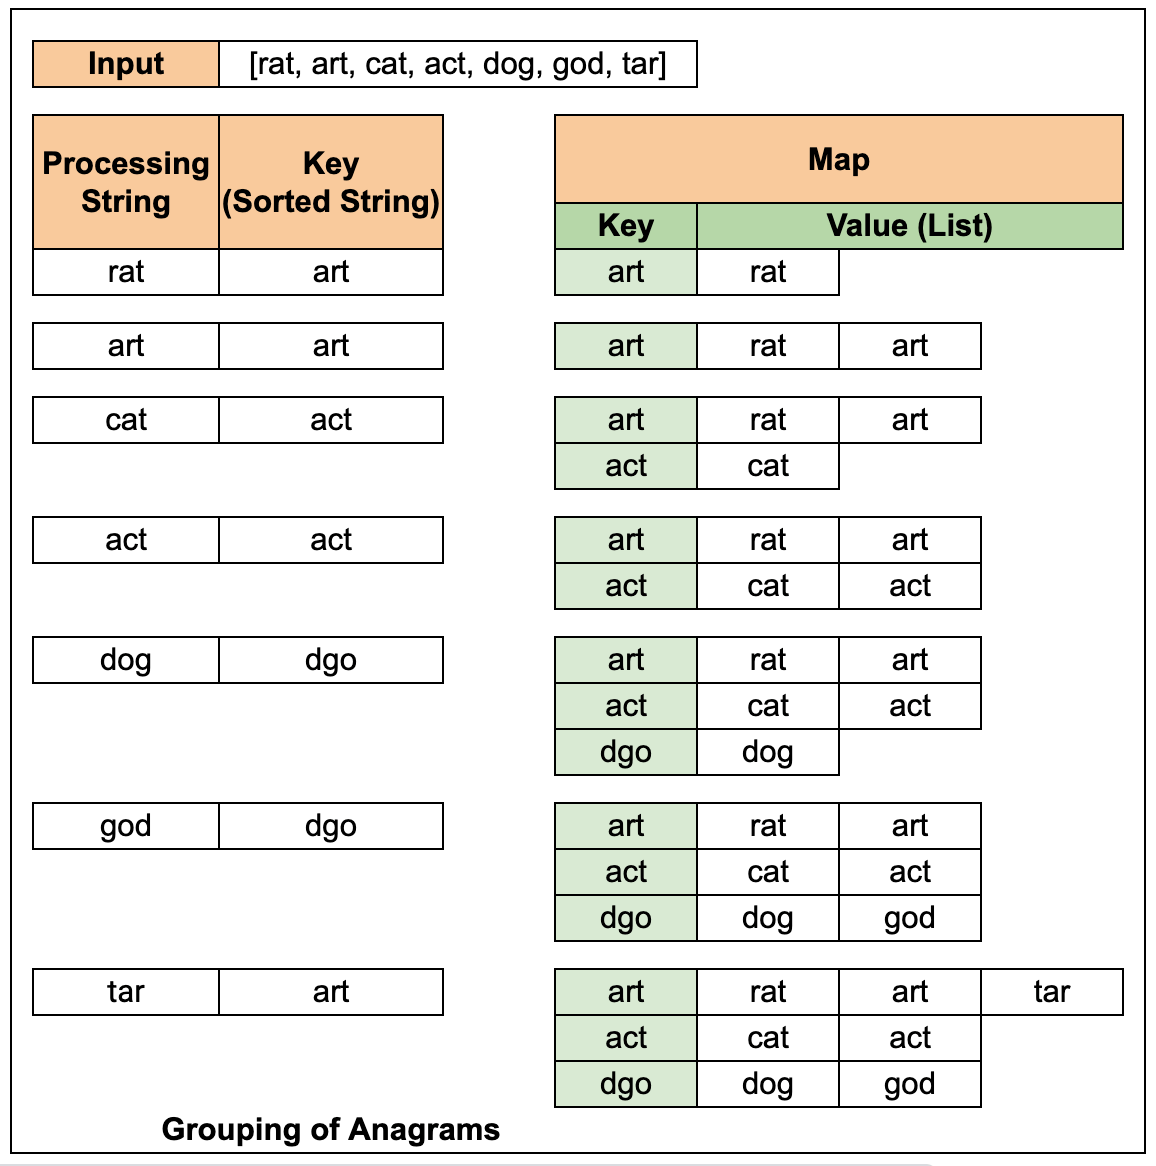 Input [rat, art, cat, act, dog, god, tar]
Processing String Key (Sorted String) Map
Key Value (List)
rat art art rat
art art art rat art
cat act art rat art
act cat
act act art rat art
act cat act
dog dgo art rat art
act cat act
dgo dog
god dgo art rat art
act cat act
dgo dog god
tar art art rat art tar
act cat act
dgo dog god
Grouping of Anagrams